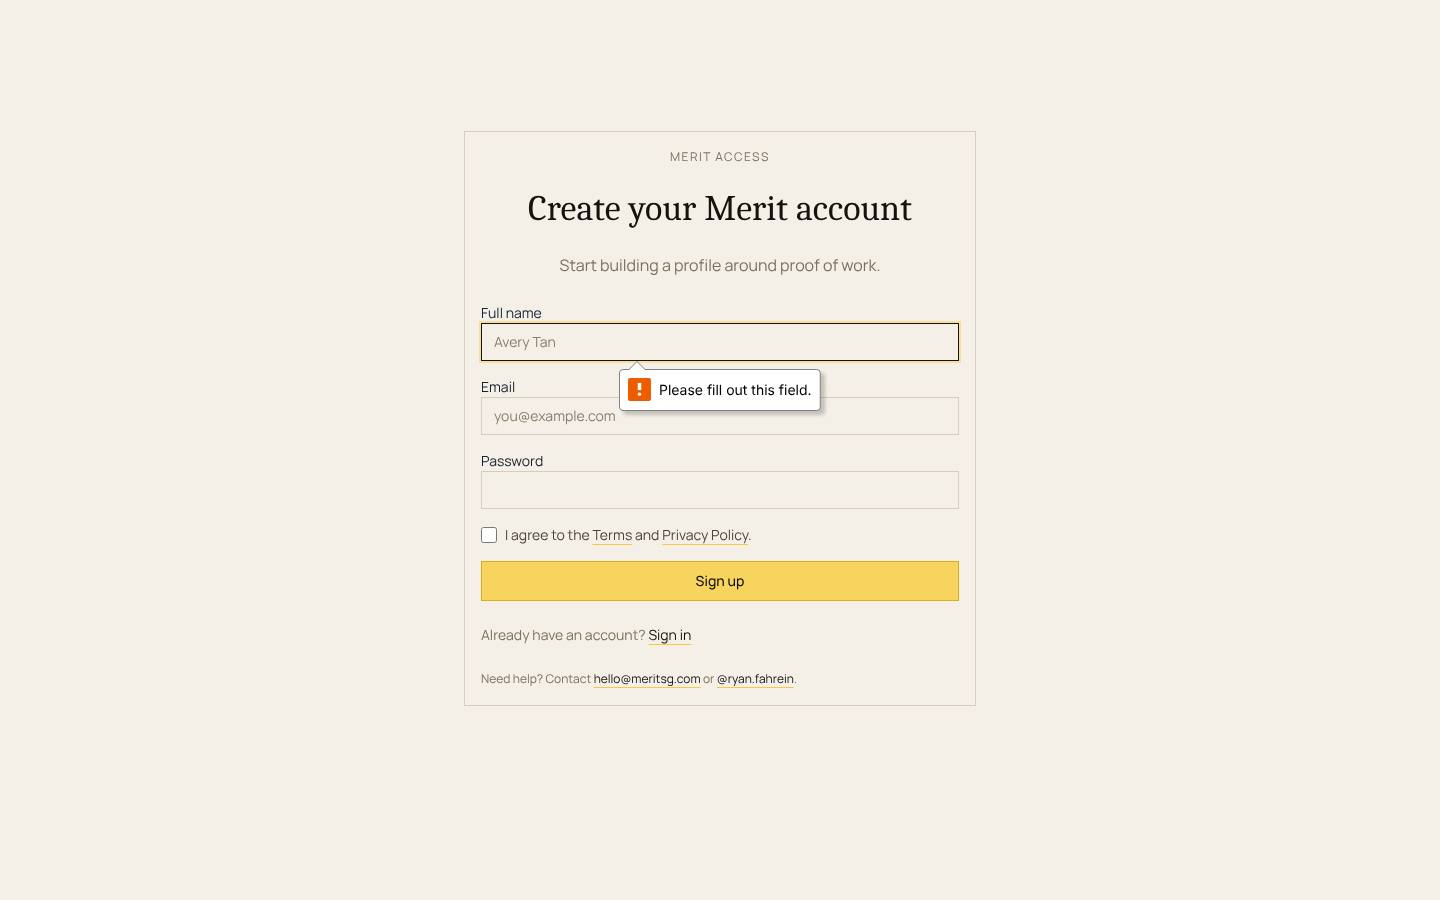 MERIT ACCESS
Create your Merit account
Start building a profile around proof of work.
Full name
Avery Tan
Please fill out this field.
Email
you@example.com
Password
I agree to the Terms and Privacy Policy.
Sign up
Already have an account? Sign in
Need help? Contact hello@meritsg.com or @ryan.fahrein.